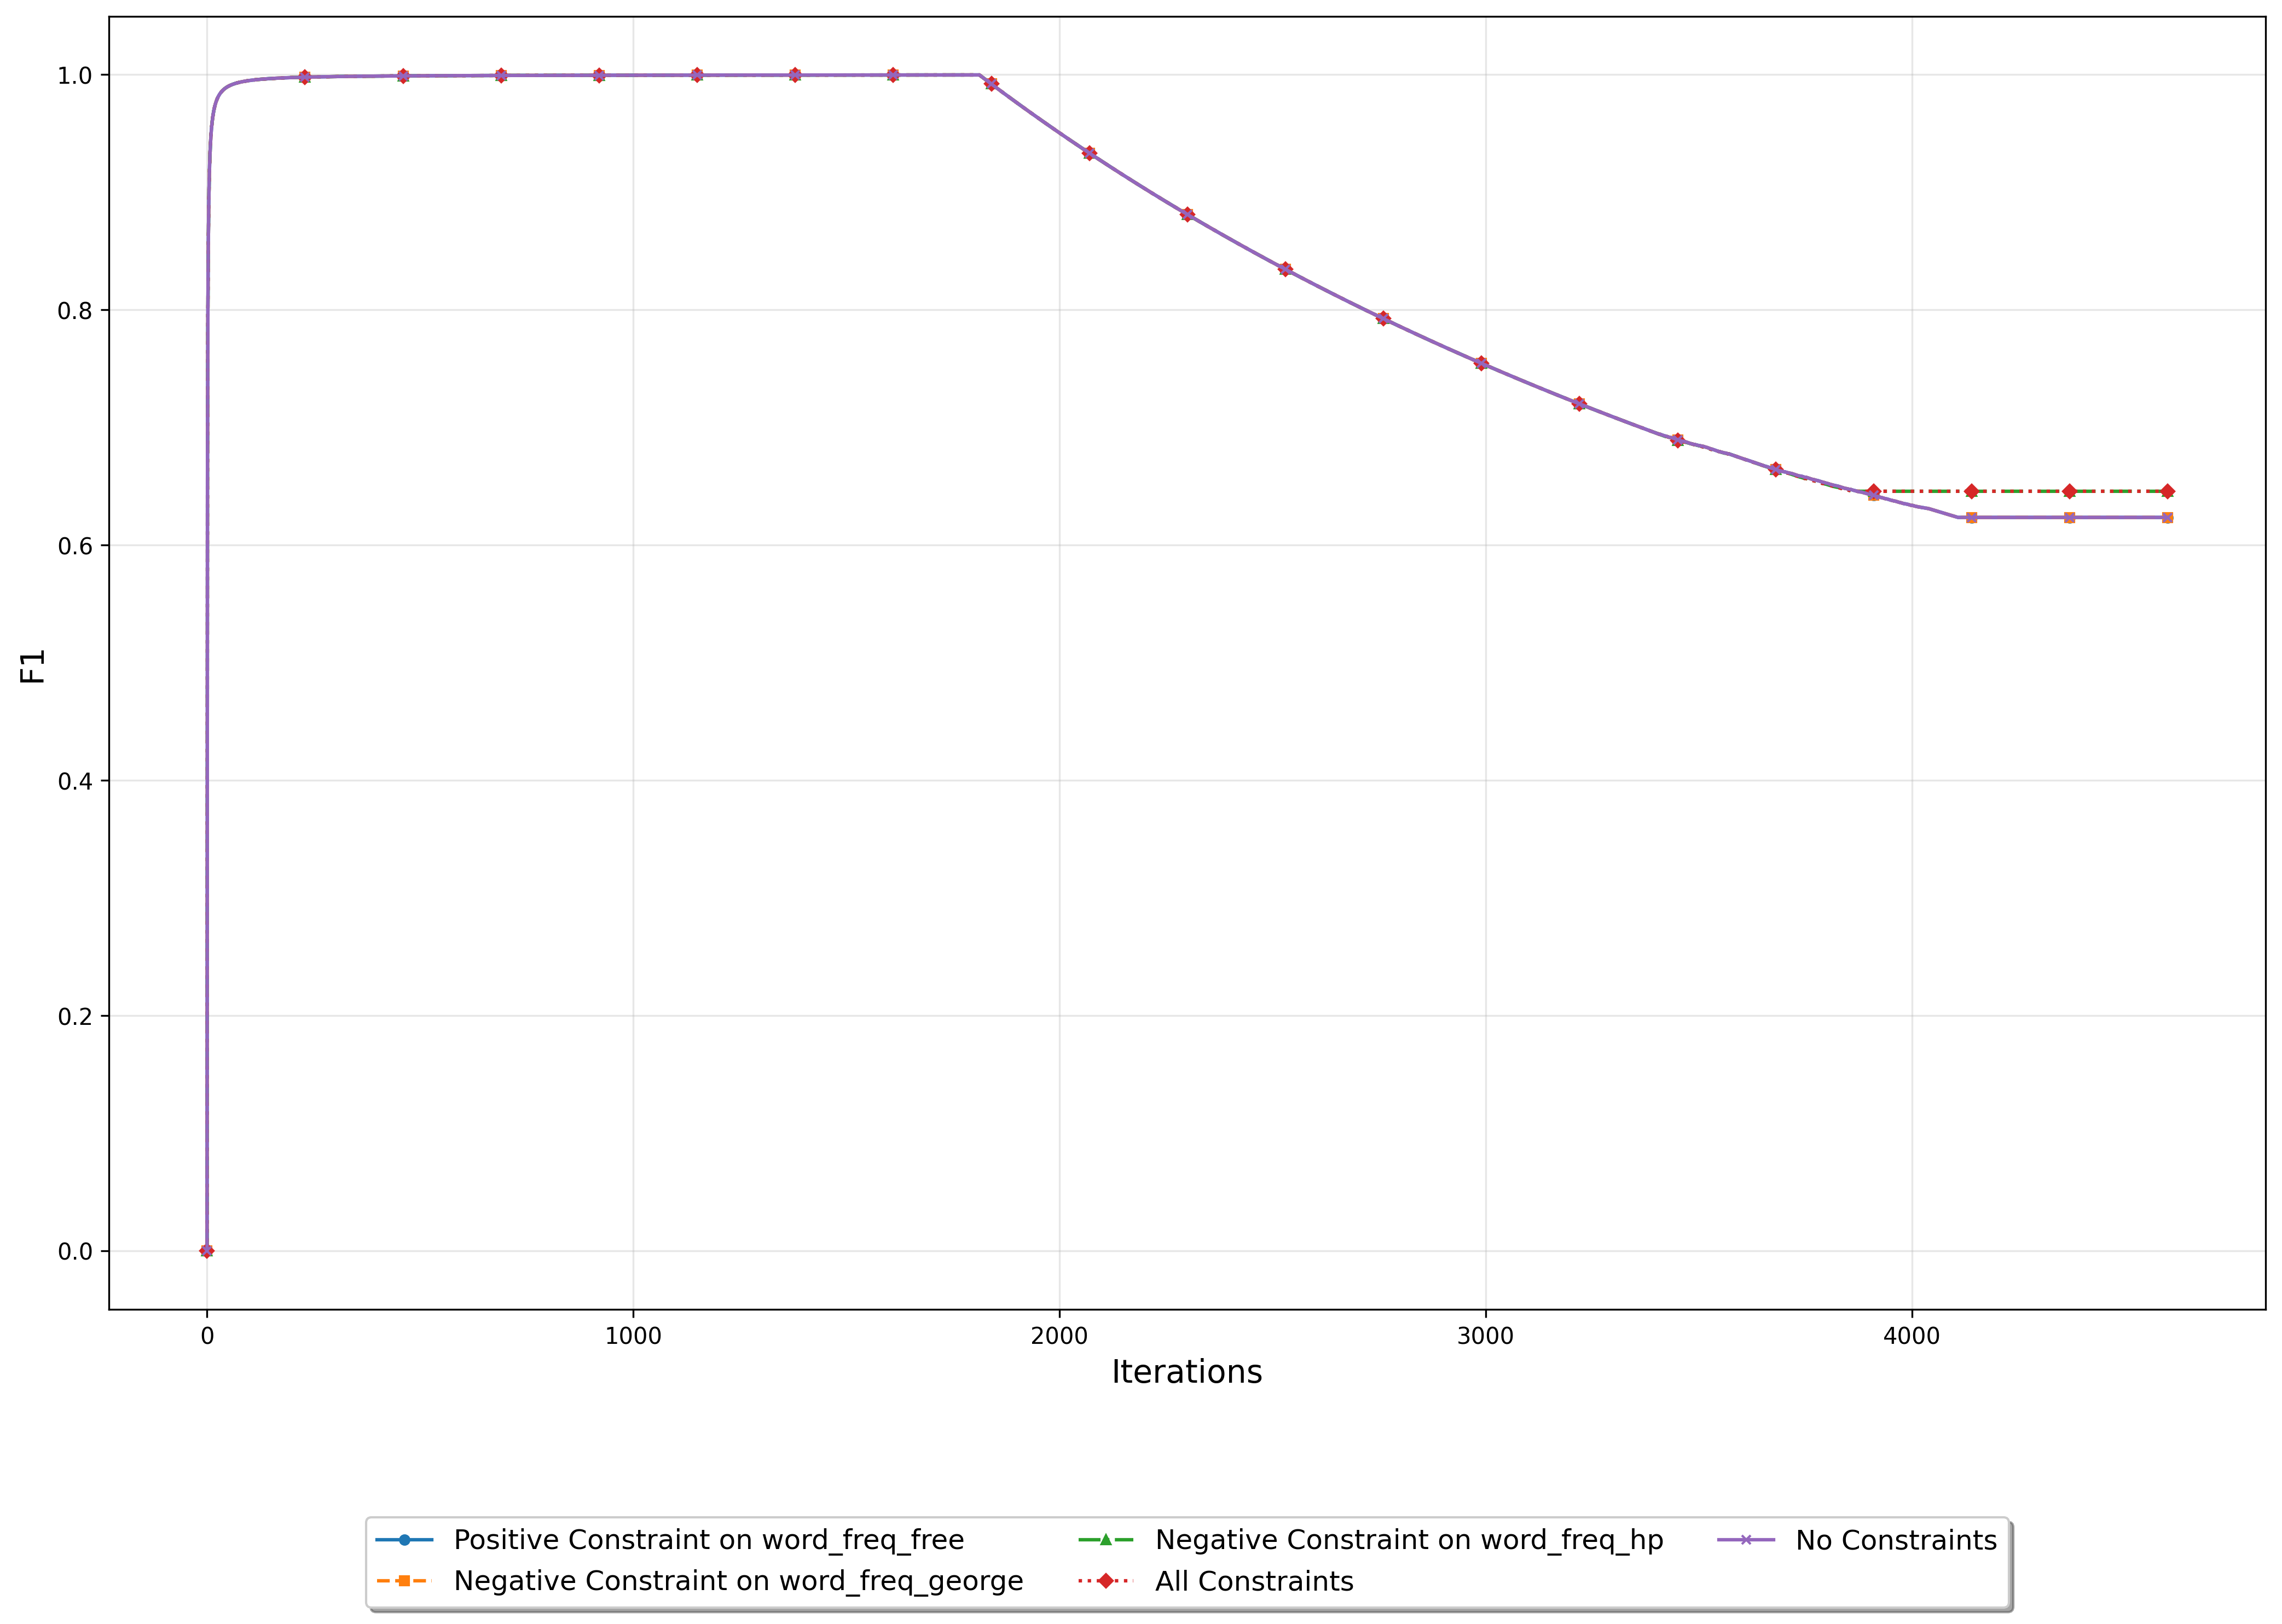 1.0
0.8
0.6
0.4
0.2
0.0
F1
0 1000 2000 3000 4000
Iterations
Positive Constraint on word_freq_free Negative Constraint on word_freq_hp No Constraints
Negative Constraint on word_freq_george All Constraints